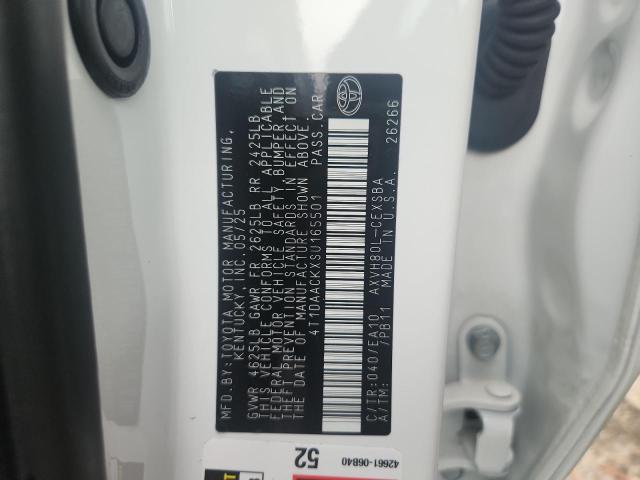 MFD. BY: TOYOTA MOTOR MANUFACTURING,
KENTUCKY, INC. 05/25
GVWR 4625LB GAWR FR 2625LB RR 2425LB
THIS VEHICLE CONFORMS TO ALL APPLICABLE
FEDERAL MOTOR VEHICLE SAFETY, BUMPER, AND
THEFT PREVENTION STANDARDS IN EFFECT ON
THE DATE OF MANUFACTURE SHOWN ABOVE.
4T1DAACKXSU165501 PASS. CAR
C/TR: 040/EA10 AXVH80L-CEXSBA
A/TM: /PB11 MADE IN U.S.A. 26266
52
42661-06B40